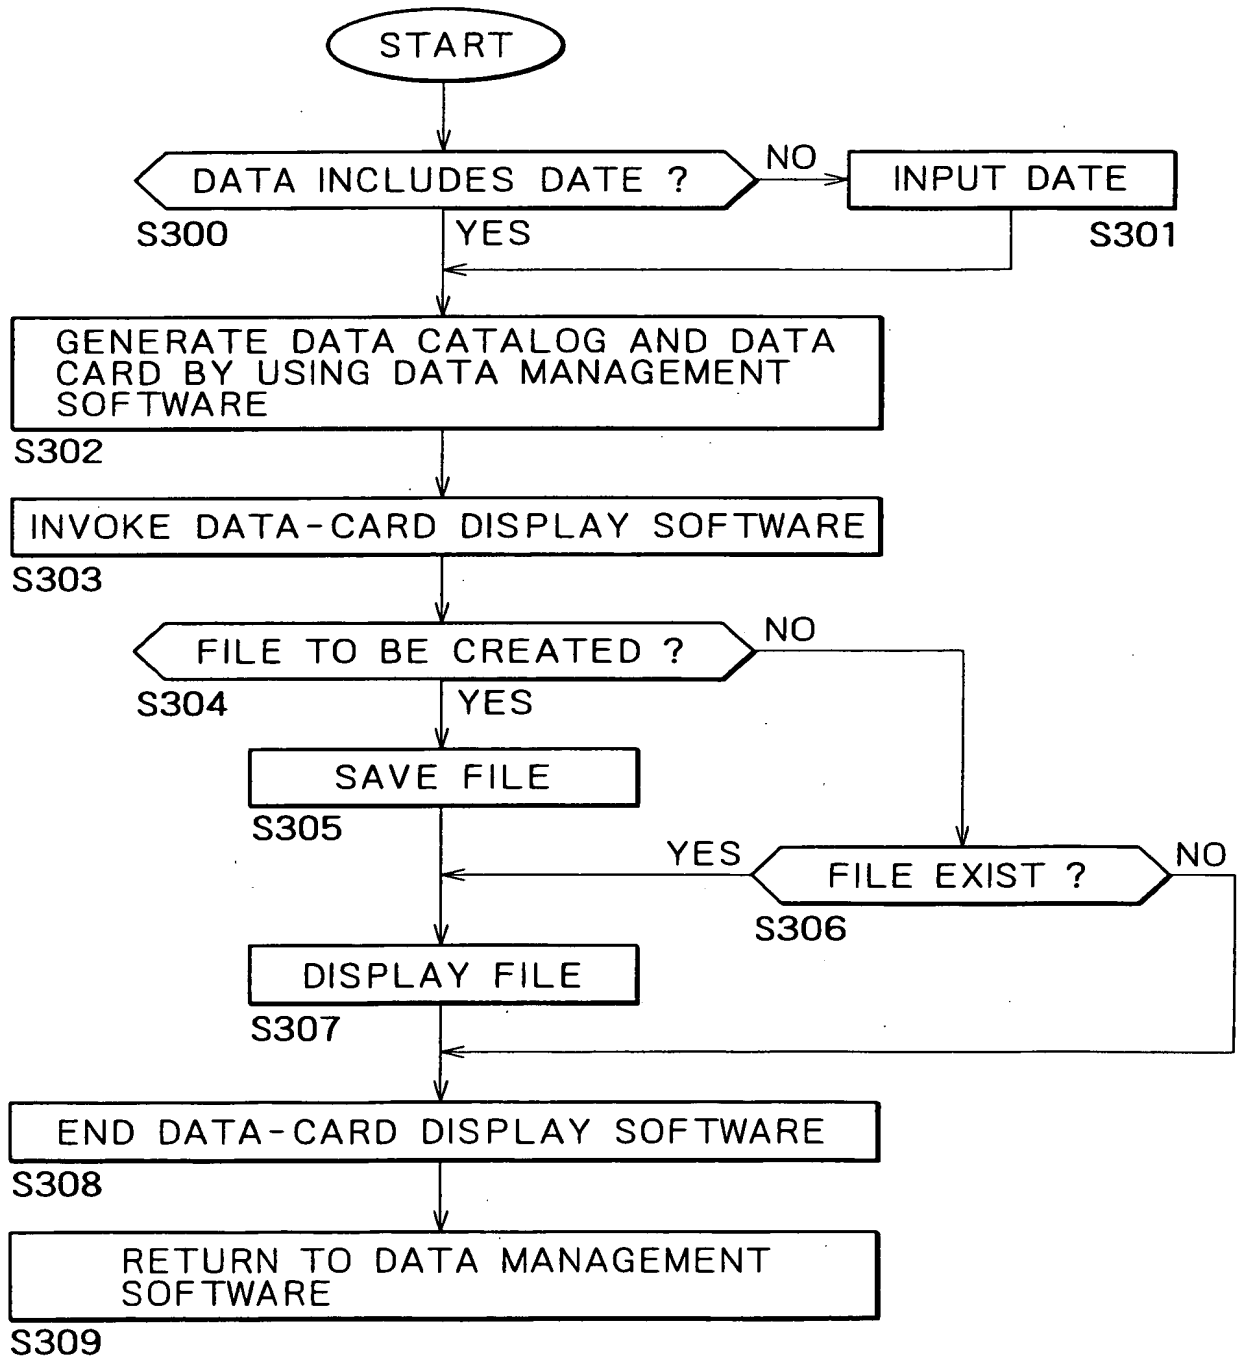 START
DATA INCLUDES DATE ?
NO
INPUT DATE
S300
YES
S301
GENERATE DATA CATALOG AND DATA
CARD BY USING DATA MANAGEMENT
SOFTWARE
S302
INVOKE DATA-CARD DISPLAY SOFTWARE
S303
FILE TO BE CREATED ?
NO
S304
YES
SAVE FILE
S305
YES
FILE EXIST ?
NO
S306
DISPLAY FILE
S307
END DATA-CARD DISPLAY SOFTWARE
S308
RETURN TO DATA MANAGEMENT
SOFTWARE
S309